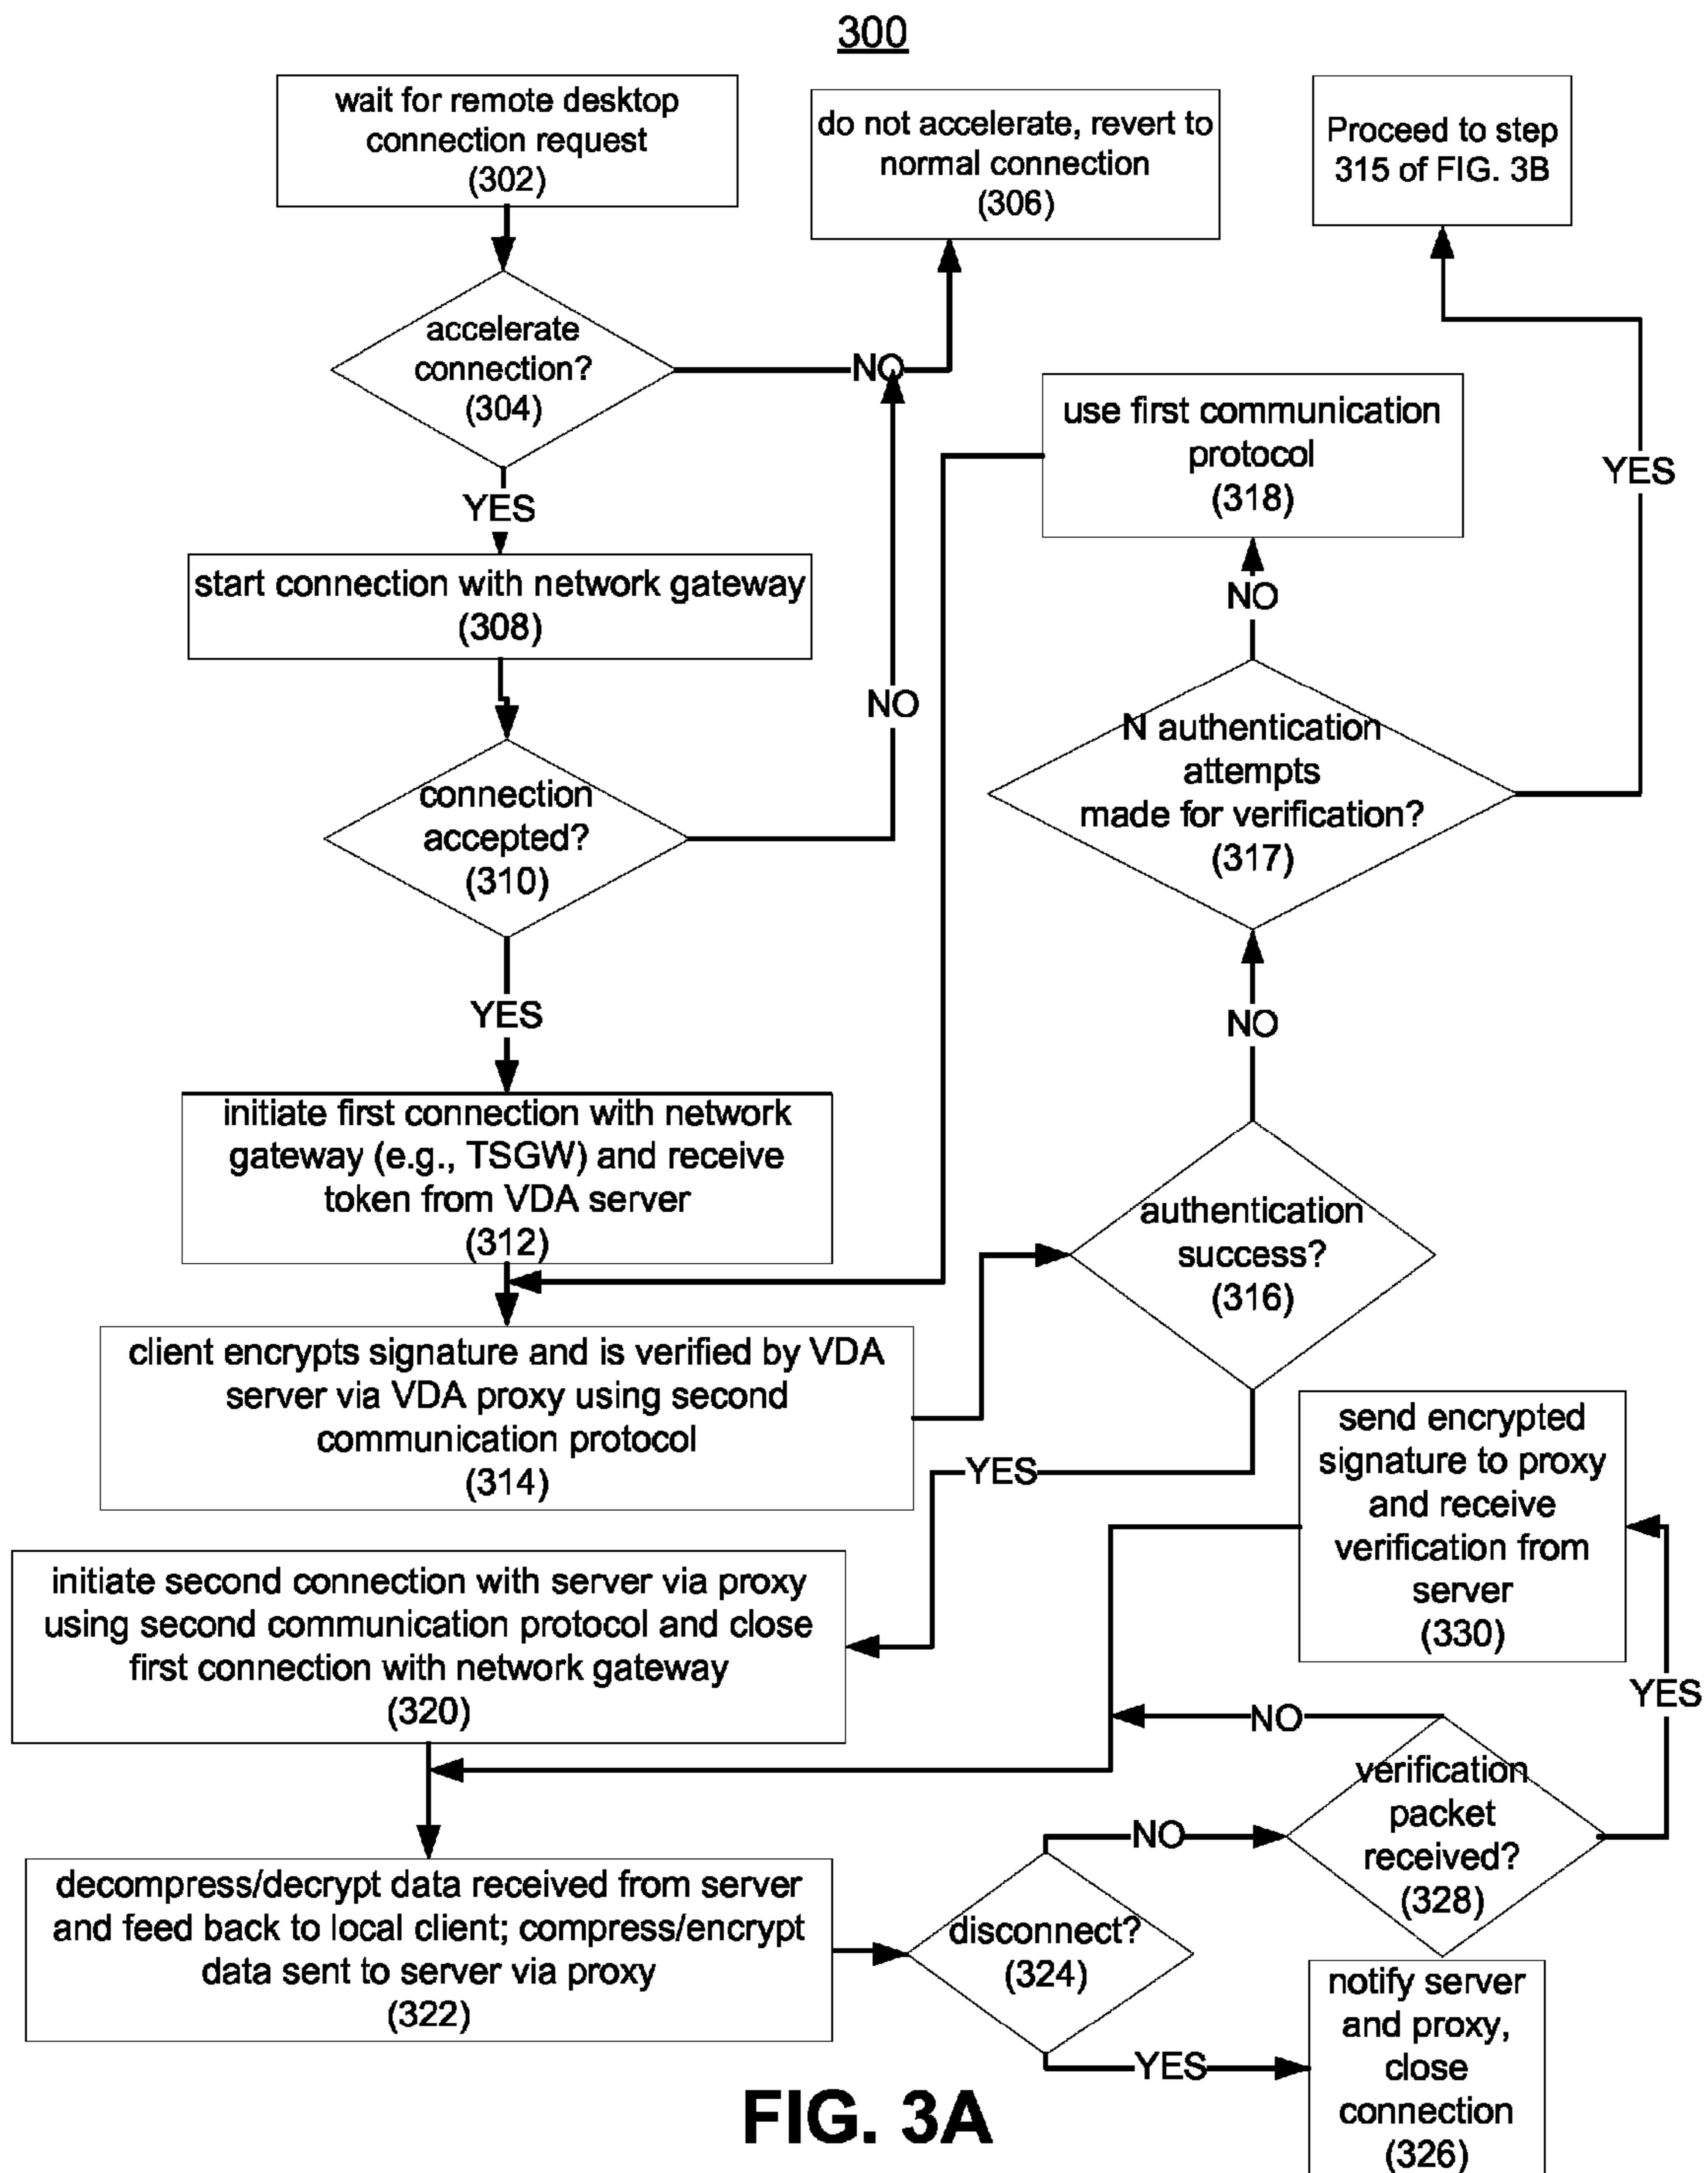 300
wait for remote desktop
connection request
(302)
do not accelerate, revert to
normal connection
(306)
Proceed to step
315 of FIG. 3B
accelerate
connection?
(304)
NO
YES
use first communication
protocol
(318)
YES
start connection with network gateway
(308)
NO
NO
connection
accepted?
(310)
N authentication
attempts
made for verification?
(317)
YES
NO
initiate first connection with network
gateway (e.g., TSGW) and receive
token from VDA server
(312)
authentication
success?
(316)
client encrypts signature and is verified by VDA
server via VDA proxy using second
communication protocol
(314)
YES
send encrypted
signature to proxy
and receive
verification from
server
(330)
initiate second connection with server via proxy
using second communication protocol and close
first connection with network gateway
(320)
NO
YES
verification
packet
received?
(328)
NO
decompress/decrypt data received from server
and feed back to local client; compress/encrypt
data sent to server via proxy
(322)
disconnect?
(324)
YES
notify server
and proxy,
close
connection
(326)
FIG. 3A